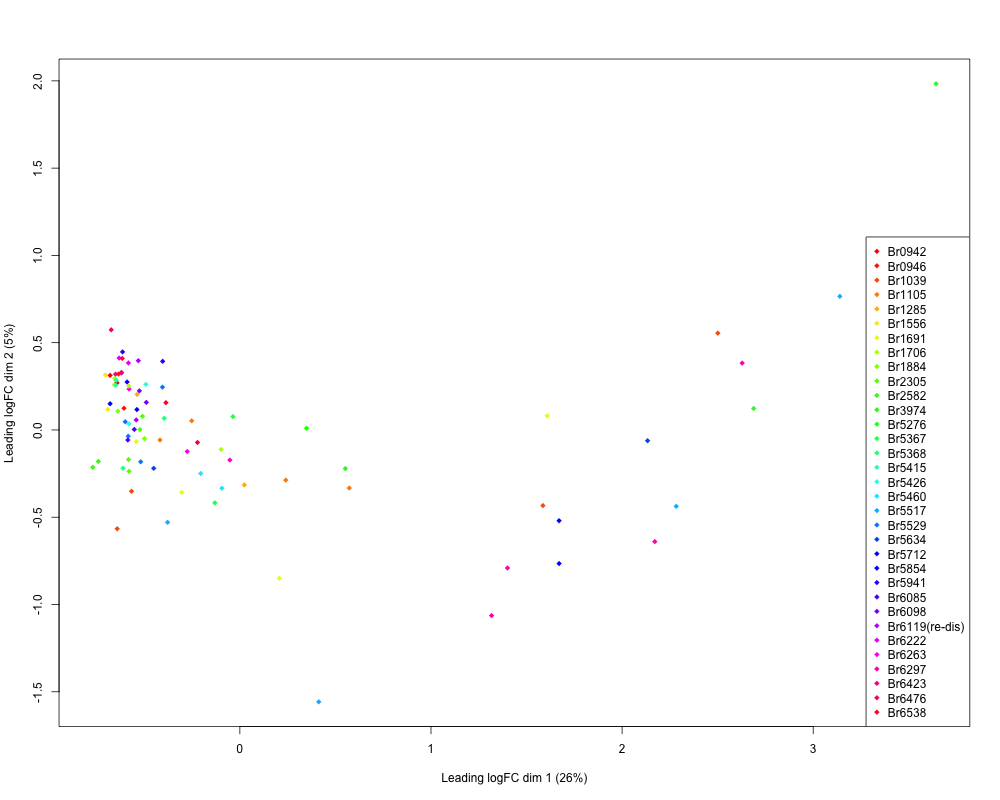 2.0
1.5
1.0
0.5
0.0
-0.5
-1.0
-1.5
Leading logFC dim 2 (5%)
Br0942
Br0946
Br1039
Br1105
Br1285
Br1556
Br1691
Br1706
Br1884
Br2305
Br2582
Br3974
Br5276
Br5367
Br5368
Br5415
Br5426
Br5460
Br5517
Br5529
Br5634
Br5712
Br5854
Br5941
Br6085
Br6098
Br6119(re-dis)
Br6222
Br6263
Br6297
Br6423
Br6476
Br6538
0 1 2 3
Leading logFC dim 1 (26%)